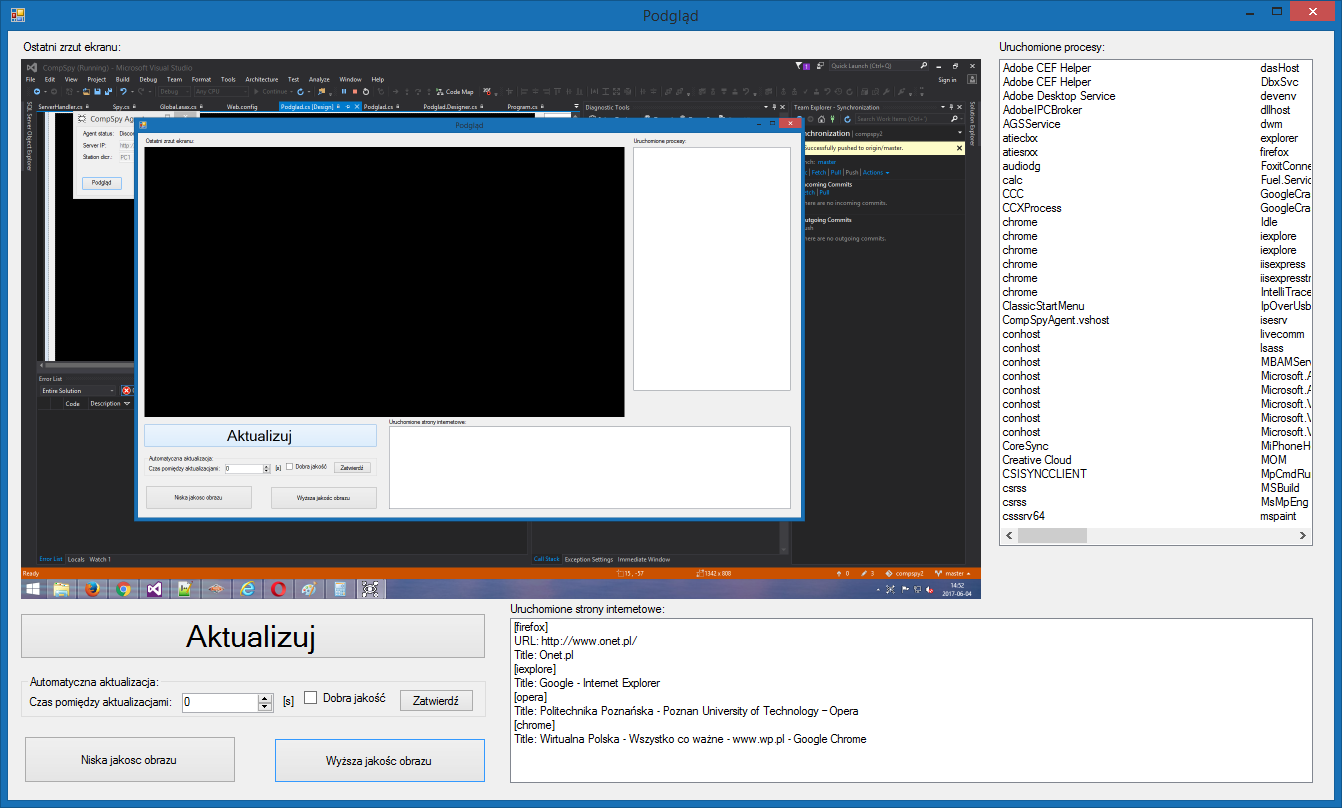 Podgląd
Ostatni zrzut ekranu:
CompSpy (Running) - Microsoft Visual Studio
Quick Launch (Ctrl+Q)
File Edit View Project Build Debug Team Format Tools Architecture Test Analyze Window Help
Sign in
Debug Any CPU Continue Code Map
ServerHandler.cs Spy.cs Global.asax.cs Web.config Podglad.cs [Design] Podglad.cs Podglad.Designer.cs Program.cs
Diagnostic Tools
Team Explorer - Synchronization
SQL Server Object Explorer
Solution Explorer
CompSpy
Agent status:
Server IP: http:/
Station dicr.: PC1
Podgląd
Search Work Items (Ctrl+')
chronization | compspy2
Successfully pushed to origin/master.
master
Fetch | Pull | Push | Actions
ncoming Commits
Pull
here are no incoming commits.
utgoing Commits
ush
here are no outgoing commits.
Podgląd
Ostatni zrzut ekranu:
Uruchomione procesy:
Aktualizuj
Uruchomione strony internetowe:
Automatyczna aktualizacja:
Czas pomiędzy aktualizacjami: 0 [s] Dobra jakość Zatwierdź
Niska jakosc obrazu Wyższa jakośc obrazu
Error List
Entire Solution
Code Description
Error List Locals Watch 1
Call Stack Exception Settings Immediate Window
Ready
15 , -57
1342 x 808
0
3
compspy2
master
14:52
2017-06-04
Uruchomione procesy:
Adobe CEF Helper dasHost
Adobe CEF Helper DbxSvc
Adobe Desktop Service devenv
AdobeIPCBroker dllhost
AGSService dwm
atieclxx explorer
atiesrxx firefox
audiodg FoxitConne
calc Fuel.Servic
CCC GoogleCra
CCXProcess GoogleCra
chrome Idle
chrome iexplore
chrome iexplore
chrome iisexpress
chrome iisexpresstr
chrome IntelliTrace
ClassicStartMenu IpOverUsb
CompSpyAgent.vshost isesrv
conhost livecomm
conhost lsass
conhost MBAMServ
conhost Microsoft.A
conhost Microsoft.A
conhost Microsoft.V
conhost Microsoft.V
conhost Microsoft.V
CoreSync MiPhoneH
Creative Cloud MOM
CSISYNCCLIENT MpCmdRu
csrss MSBuild
csrss MsMpEng
csssrv64 mspaint
Aktualizuj
Automatyczna aktualizacja:
Czas pomiędzy aktualizacjami: 0 [s] Dobra jakość Zatwierdź
Niska jakosc obrazu Wyższa jakośc obrazu
Uruchomione strony internetowe:
[firefox]
URL: http://www.onet.pl/
Title: Onet.pl
[iexplore]
Title: Google - Internet Explorer
[opera]
Title: Politechnika Poznańska - Poznan University of Technology – Opera
[chrome]
Title: Wirtualna Polska - Wszystko co ważne - www.wp.pl - Google Chrome